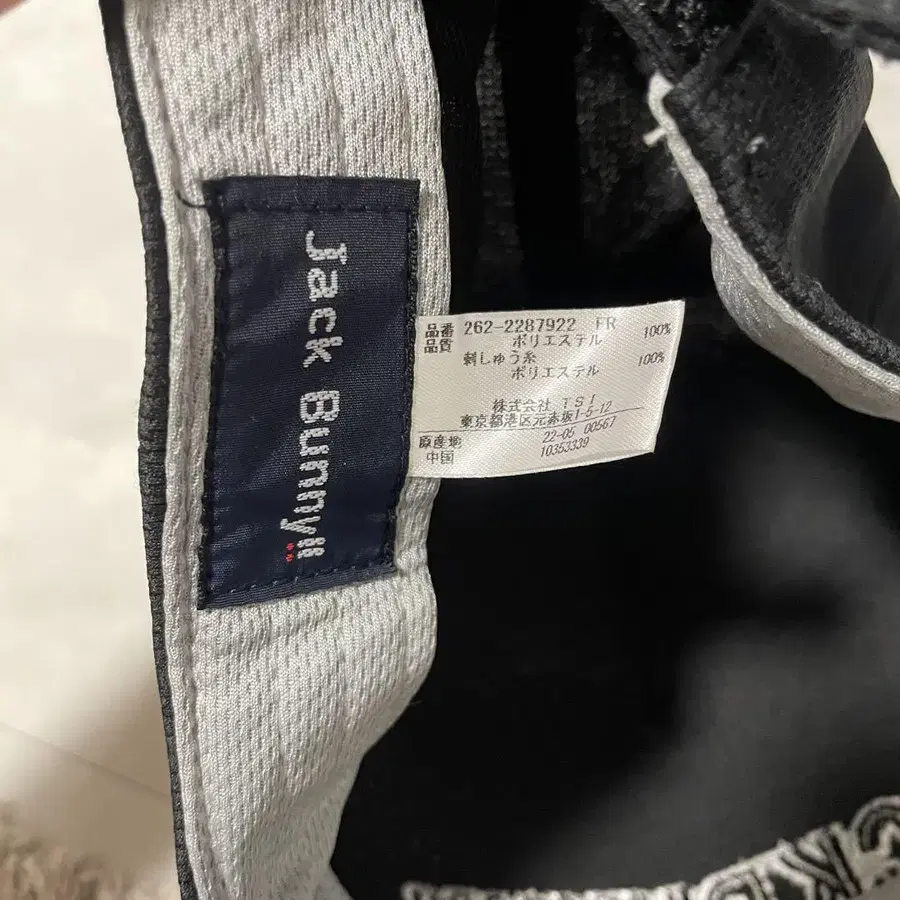 Jack Bunny!!
品番 262-2287922 FR
品質 ポリエステル 100%
刺しゅう糸
ポリエステル 100%
株式会社 TSI
東京都港区元赤坂1-5-12
原産地 22-05 00567
中国 10353339